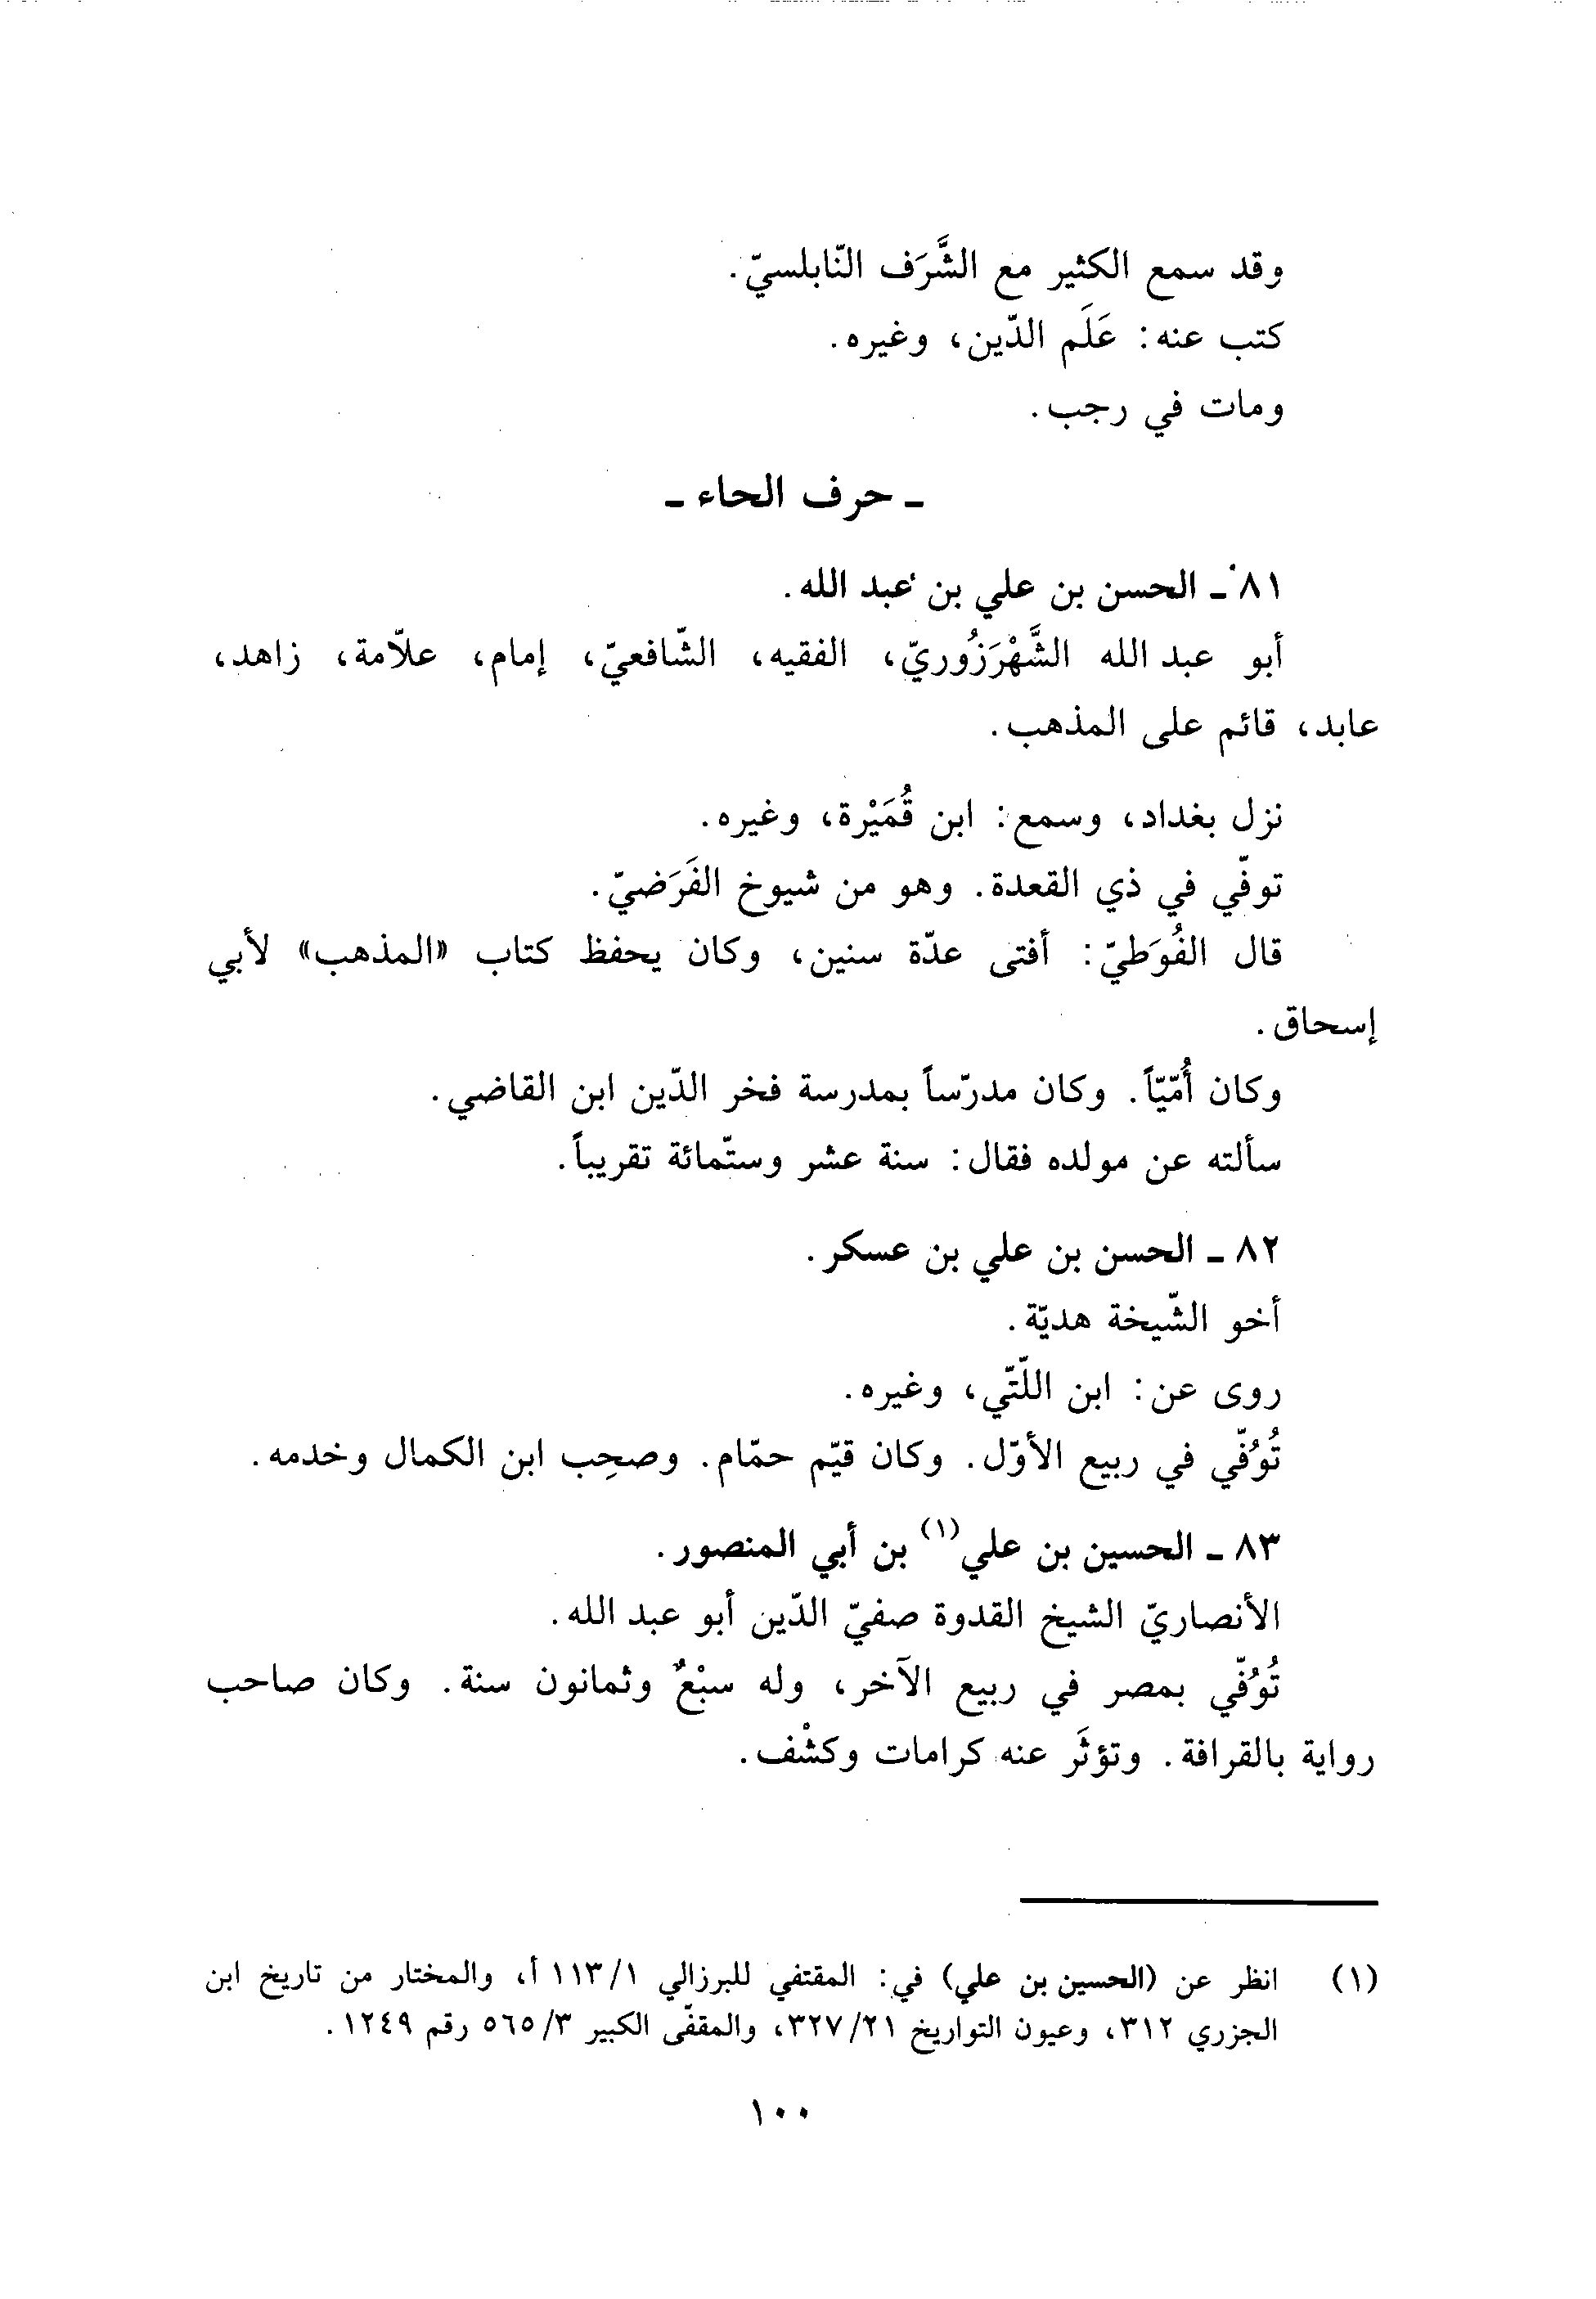 وقد سمع الكثير مع الشَّرَف النّابلسيّ.
كتب عنه: عَلَم الدّين، وغيره.
ومات في رجب.
ـ حرف الحاء ـ
٨١ ـ الحسن بن علي بن عبد الله.
أبو عبد الله الشَّهْرَزُوريّ، الفقيه، الشّافعيّ، إمام، علاّمة، زاهد،
عابد، قائم على المذهب.
نزل بغداد، وسمع: ابن قُمَيْرة، وغيره.
توفّي في ذي القعدة. وهو من شيوخ الفَرَضيّ.
قال الفُوَطيّ: أفتى عدّة سنين، وكان يحفظ كتاب «المذهب» لأبي
إسحاق.
وكان أُمّيّاً. وكان مدرّساً بمدرسة فخر الدّين ابن القاضي.
سألته عن مولده فقال: سنة عشر وستّمائة تقريباً.
٨٢ ـ الحسن بن علي بن عسكر.
أخو الشّيخة هديّة.
روى عن: ابن اللّتّي، وغيره.
تُوُفّي في ربيع الأوّل. وكان قيّم حمّام. وصحِب ابن الكمال وخدمه.
٨٣ ـ الحسين بن علي(١) بن أبي المنصور.
الأنصاريّ الشيخ القدوة صفيّ الدّين أبو عبد الله.
تُوُفّي بمصر في ربيع الآخر، وله سبْعٌ وثمانون سنة. وكان صاحب
رواية بالقرافة. وتؤثَر عنه كرامات وكشْف.
(١) انظر عن (الحسين بن علي) في: المقتفي للبرزالي ١/ ١١٣ أ، والمختار من تاريخ ابن
الجزري ٣١٢، وعيون التواريخ ٢١/ ٣٢٧، والمقفّى الكبير ٣/ ٥٦٥ رقم ١٢٤٩.
١٠٠